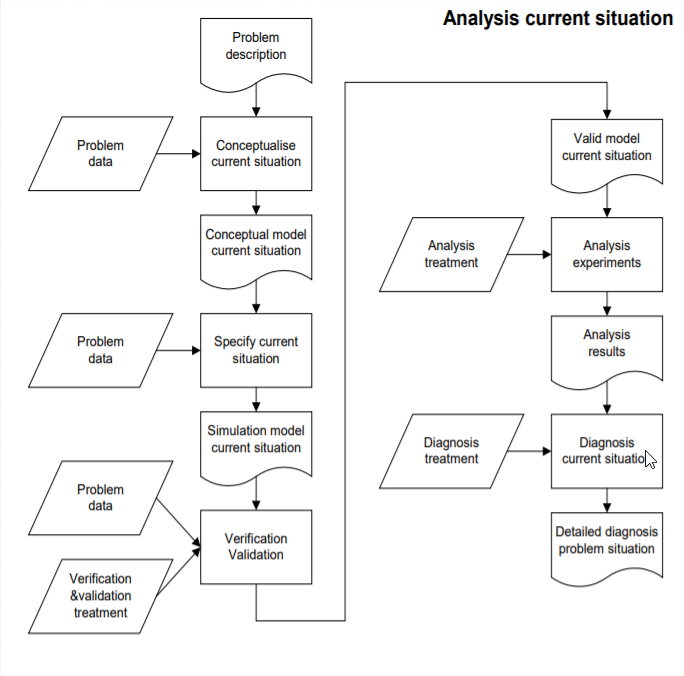 Analysis current situation
Problem
description
Problem
data
Conceptualise
current situation
Conceptual model
current situation
Problem
data
Specify current
situation
Simulation model
current situation
Problem
data
Verification
&validation
treatment
Verification
Validation
Valid model
current situation
Analysis
treatment
Analysis
experiments
Analysis
results
Diagnosis
treatment
Diagnosis
current situation
Detailed diagnosis
problem situation